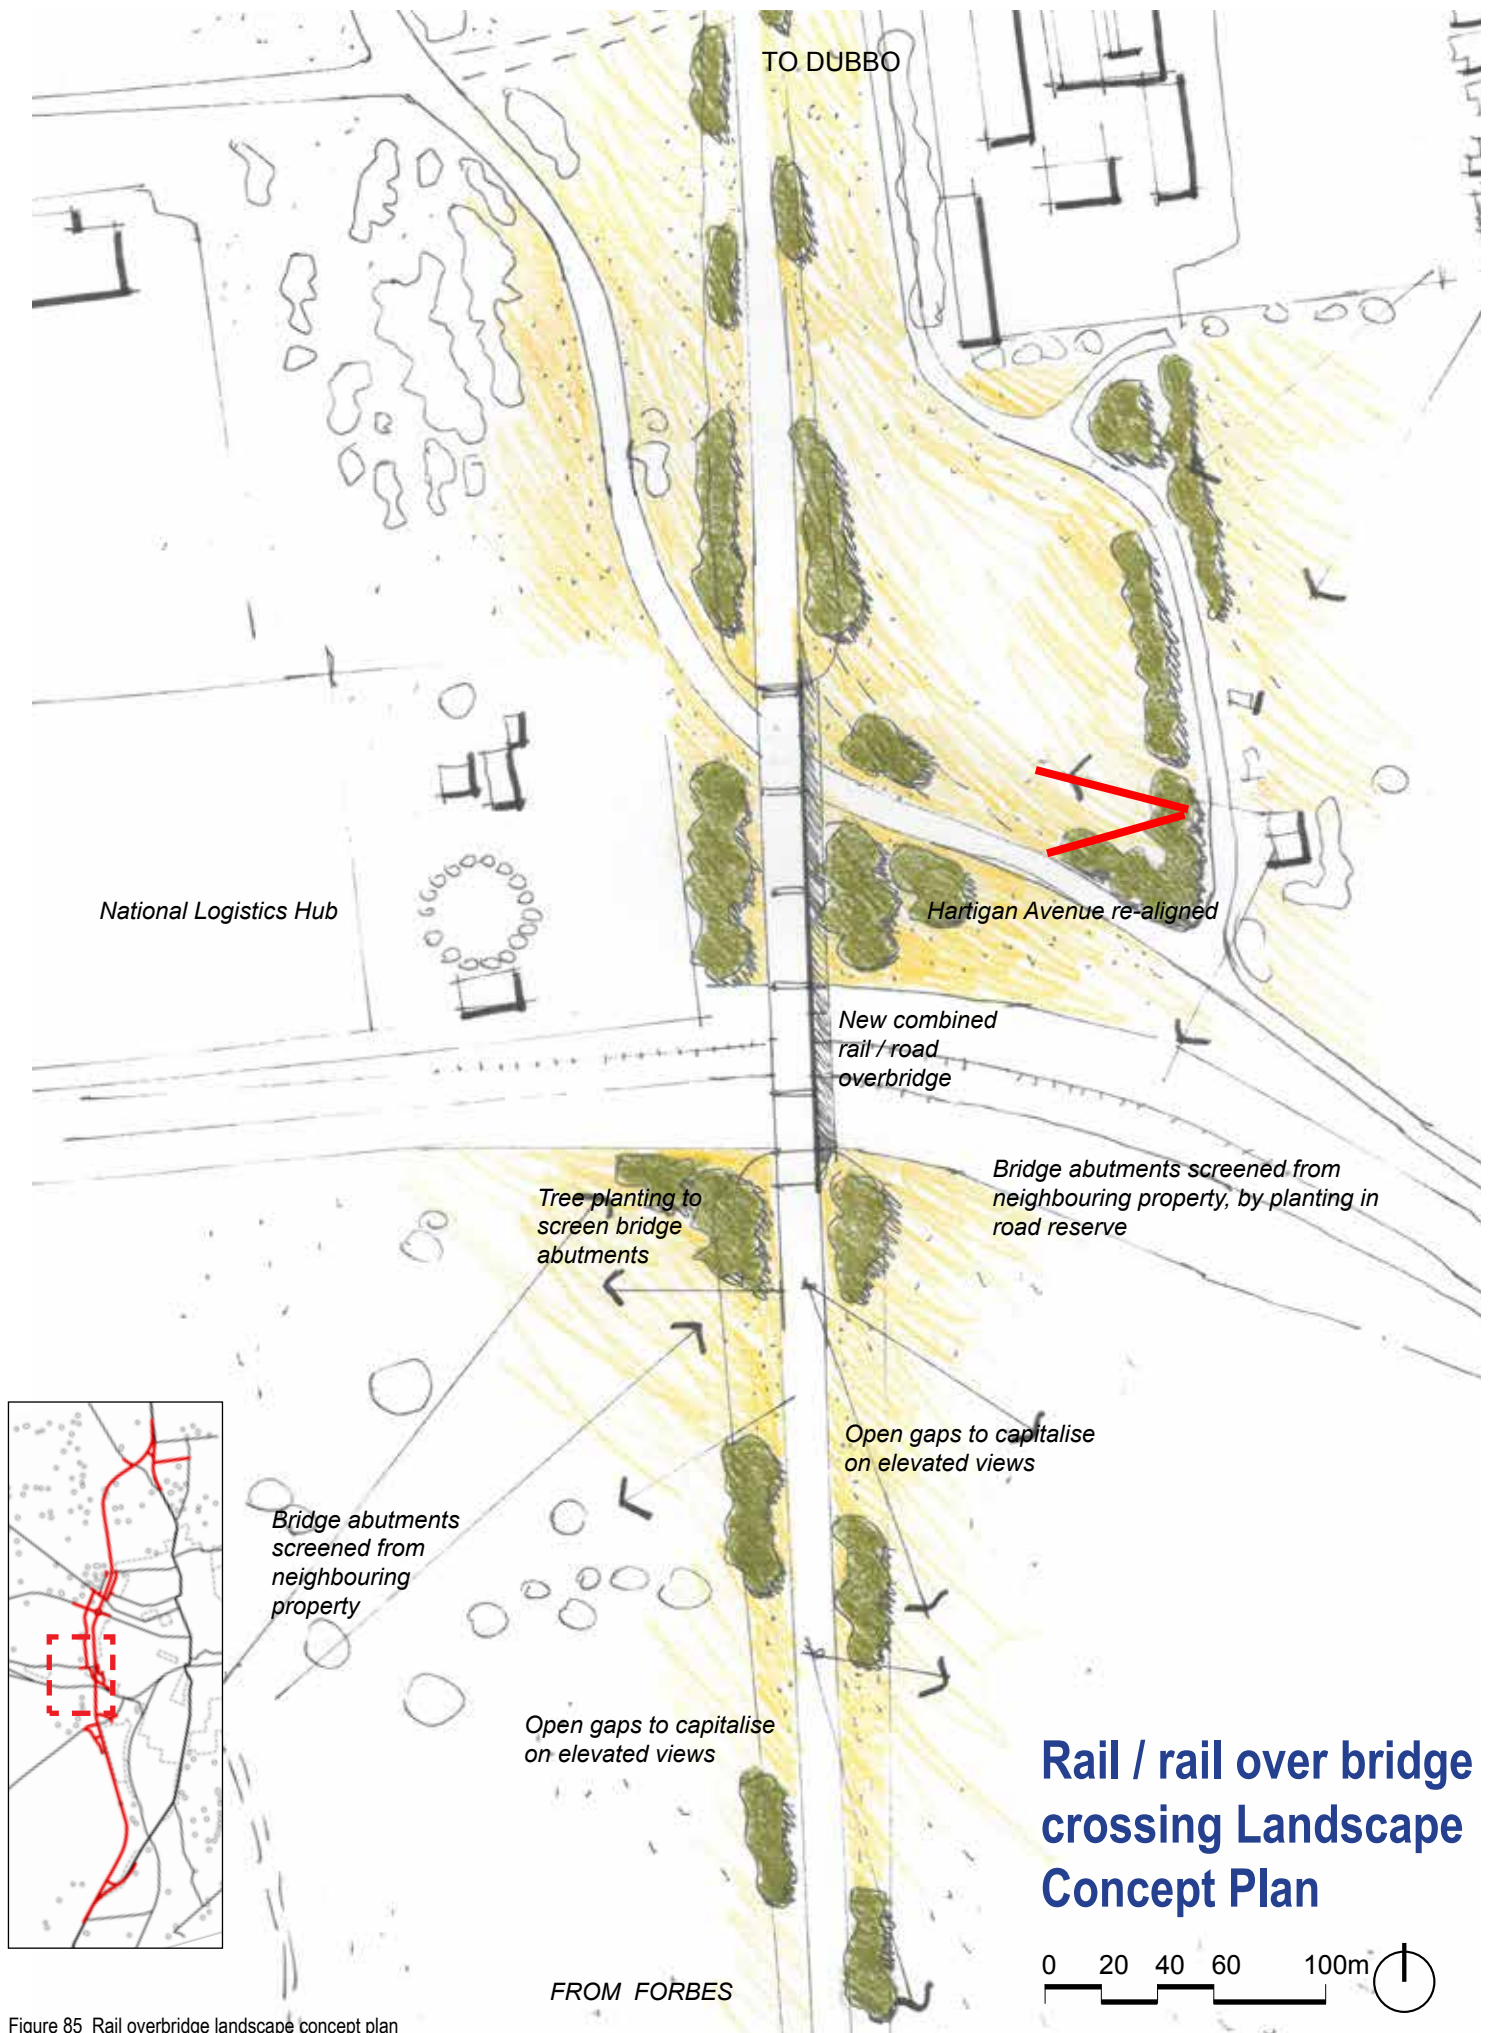 TO DUBBO
National Logistics Hub
Hartigan Avenue re-aligned
New combined
rail / road
overbridge
Tree planting to
screen bridge
abutments
Bridge abutments screened from
neighbouring property, by planting in
road reserve
Open gaps to capitalise
on elevated views
Bridge abutments
screened from
neighbouring
property
Open gaps to capitalise
on elevated views
Rail / rail over bridge
crossing Landscape
Concept Plan
0 20 40 60 100m
FROM FORBES
Figure 85 Rail overbridge landscape concept plan